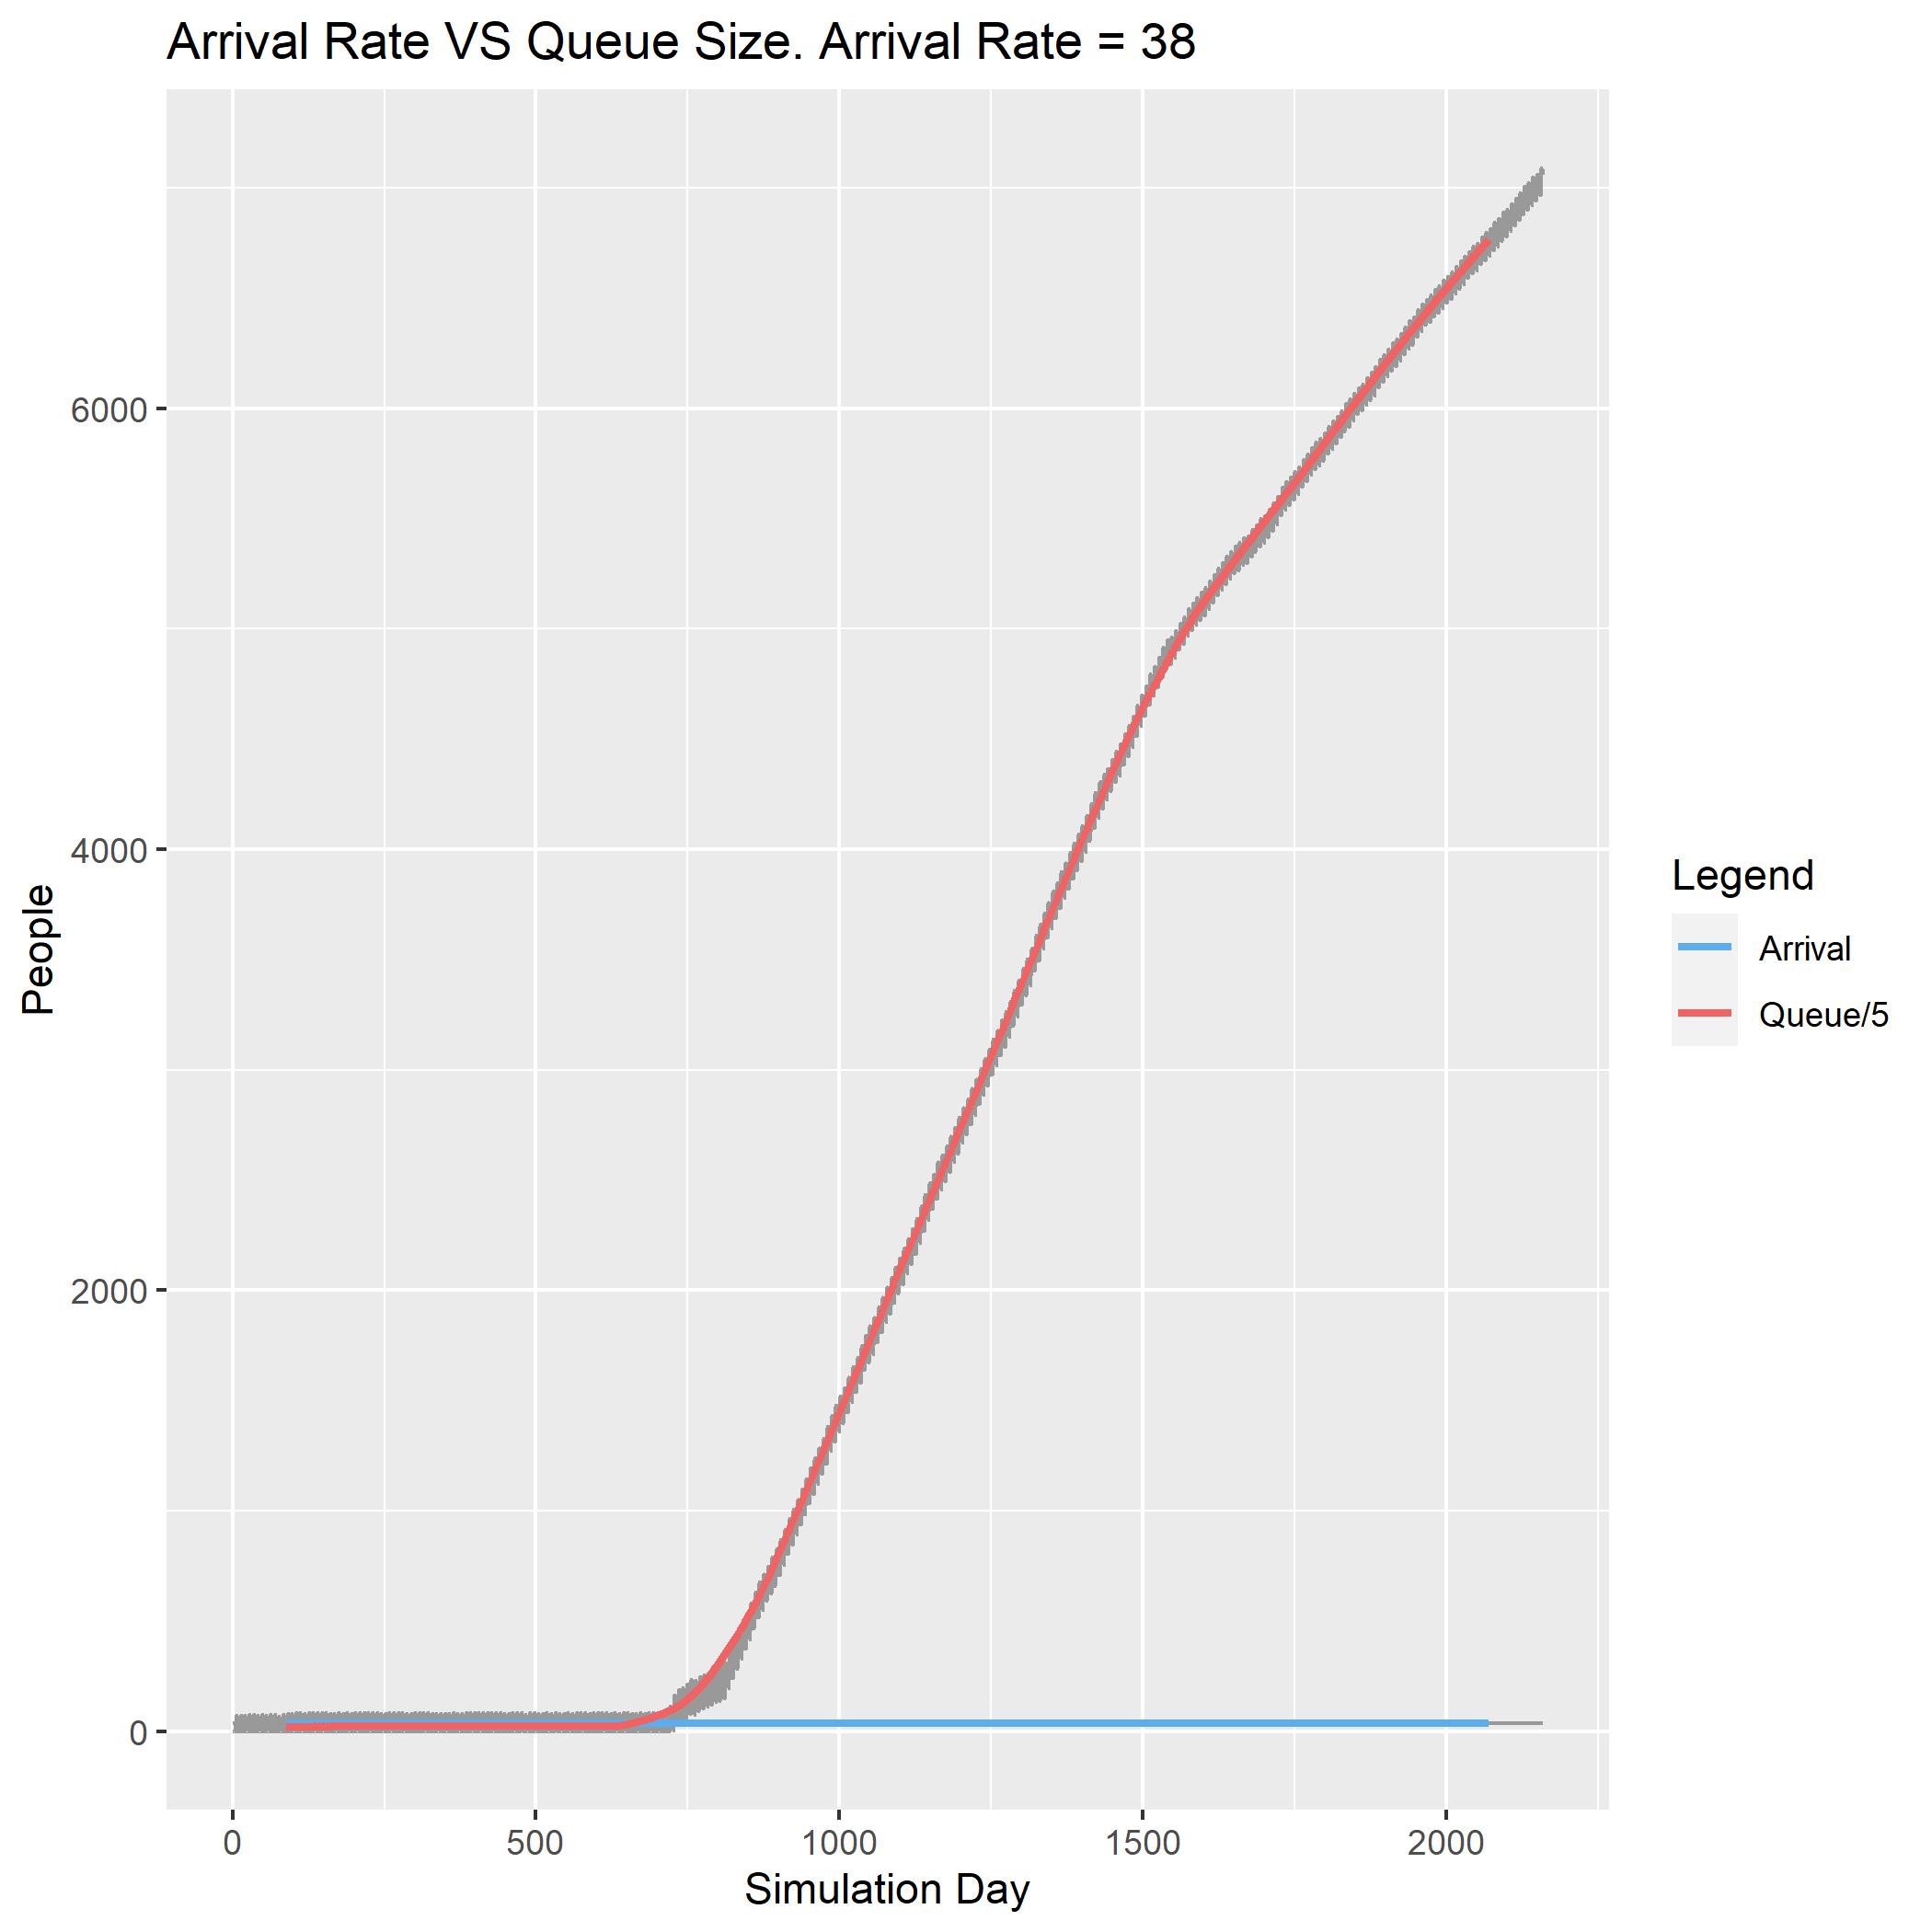 Arrival Rate VS Queue Size. Arrival Rate = 38
People
6000
4000
2000
0
0 500 1000 1500 2000
Simulation Day
Legend
Arrival
Queue/5